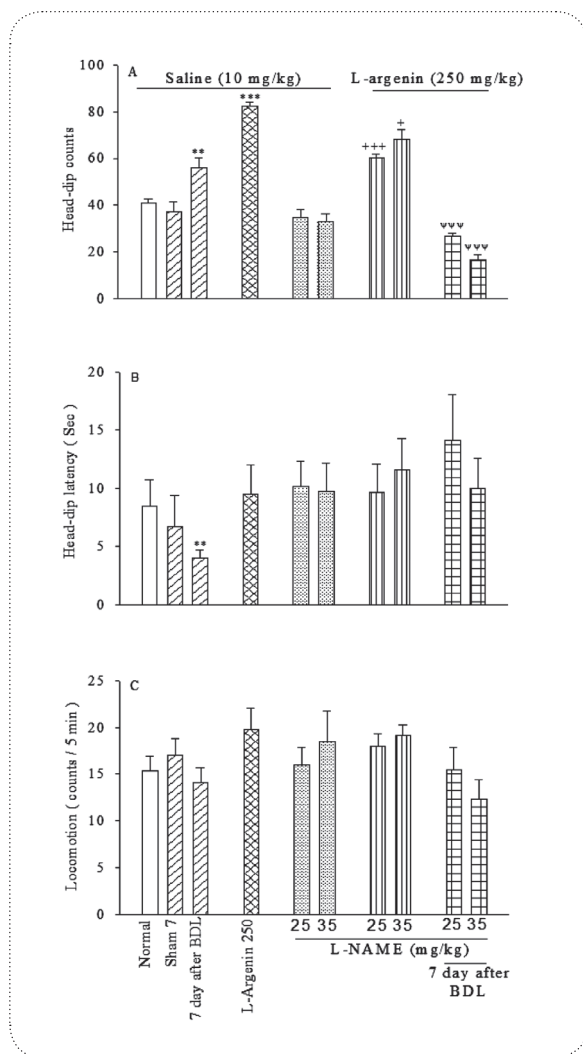 A
Saline (10 mg/kg)
L-argenin (250 mg/kg)
Head-dip counts
100
80
60
40
20
0
**
***
+++
+
ΨΨΨ
ΨΨΨ
B
Head-dip latency ( Sec)
20
15
10
5
0
**
C
Locomotion ( counts / 5 min )
25
20
15
10
5
0
Normal
Sham 7
7 day after BDL
L-Argenin 250
25 35
25 35
25 35
L-NAME (mg/kg)
7 day after
BDL